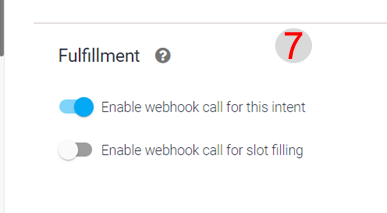 7
Fulfillment ?
Enable webhook call for this intent
Enable webhook call for slot filling